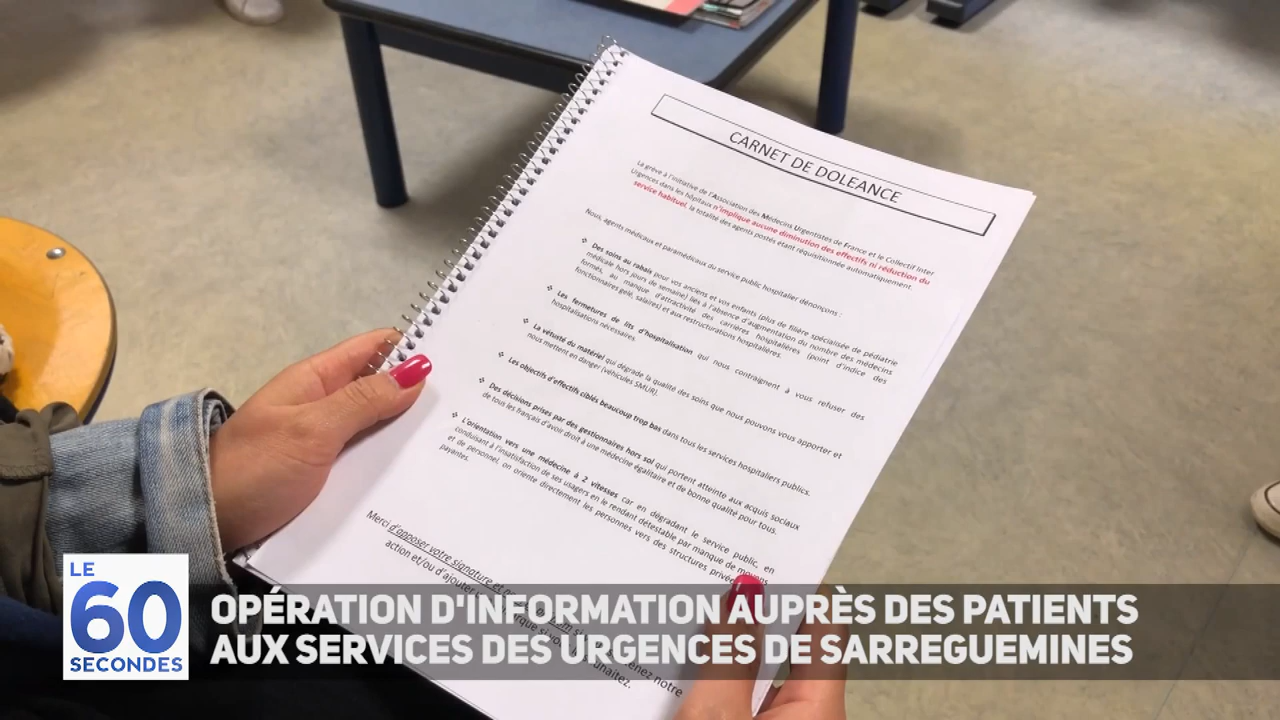 CARNET DE DOLEANCE
La grève à l'initiative de l'Association des Médecins Urgentistes de France et le Collectif Inter
Urgences dans les hôpitaux n'implique aucune diminution des effectifs ni réduction du
service habituel, la totalité des agents postés étant réquisitionnée automatiquement.
Nous, agents médicaux et paramédicaux du service public hospitalier dénonçons :
Des soins au rabais pour vos anciens et vos enfants (plus de filière spécialisée de pédiatrie
médicale hors jours de semaine) liés à l'absence d'augmentation du nombre des médecins
formés, au manque d'attractivité des carrières hospitalières (point d'indice des
fonctionnaires gelé, salaires) et aux restructurations hospitalières.
Les fermetures de lits d'hospitalisation qui nous contraignent à vous refuser des
hospitalisations nécessaires.
La vétusté du matériel qui dégrade la qualité des soins que nous pouvons vous apporter et
nous mettent en danger (véhicules SMUR).
Les objectifs d'effectifs ciblés beaucoup trop bas dans tous les services hospitaliers publics.
Des décisions prises par des gestionnaires hors sol qui portent atteinte aux acquis sociaux
de tous les français d'avoir droit à une médecine égalitaire et de bonne qualité pour tous.
L'orientation vers une médecine à 2 vitesses car en dégradant le service public, en
conduisant à l'insatisfaction de ses usagers en le rendant détestable par manque de moyens
et de personnel, on oriente directement les personnes vers des structures privées
payantes.
Merci d'opposer votre signature et nom si tenez notre
action et/ou d'ajouter si souhaitez.
LE
60
SECONDES
OPÉRATION D'INFORMATION AUPRÈS DES PATIENTS
AUX SERVICES DES URGENCES DE SARREGUEMINES